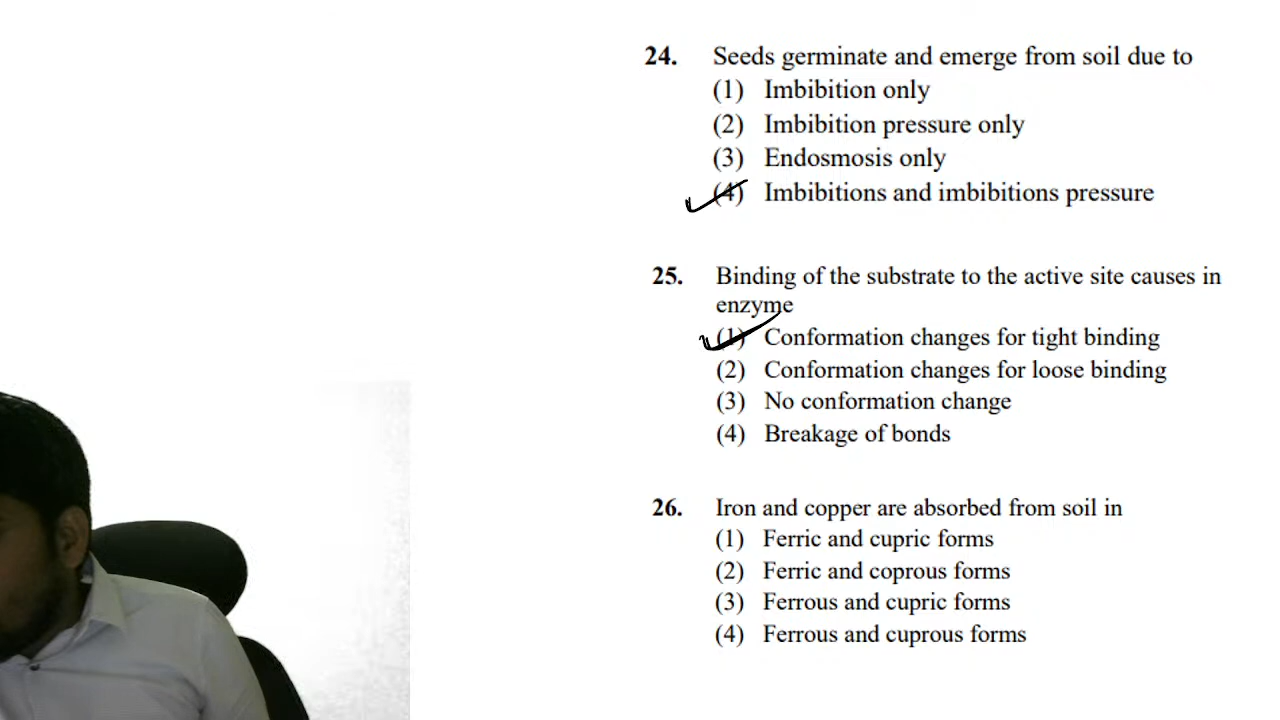 24. Seeds germinate and emerge from soil due to
(1) Imbibition only
(2) Imbibition pressure only
(3) Endosmosis only
(4) Imbibitions and imbibitions pressure
25. Binding of the substrate to the active site causes in
enzyme
(1) Conformation changes for tight binding
(2) Conformation changes for loose binding
(3) No conformation change
(4) Breakage of bonds
26. Iron and copper are absorbed from soil in
(1) Ferric and cupric forms
(2) Ferric and coprous forms
(3) Ferrous and cupric forms
(4) Ferrous and cuprous forms